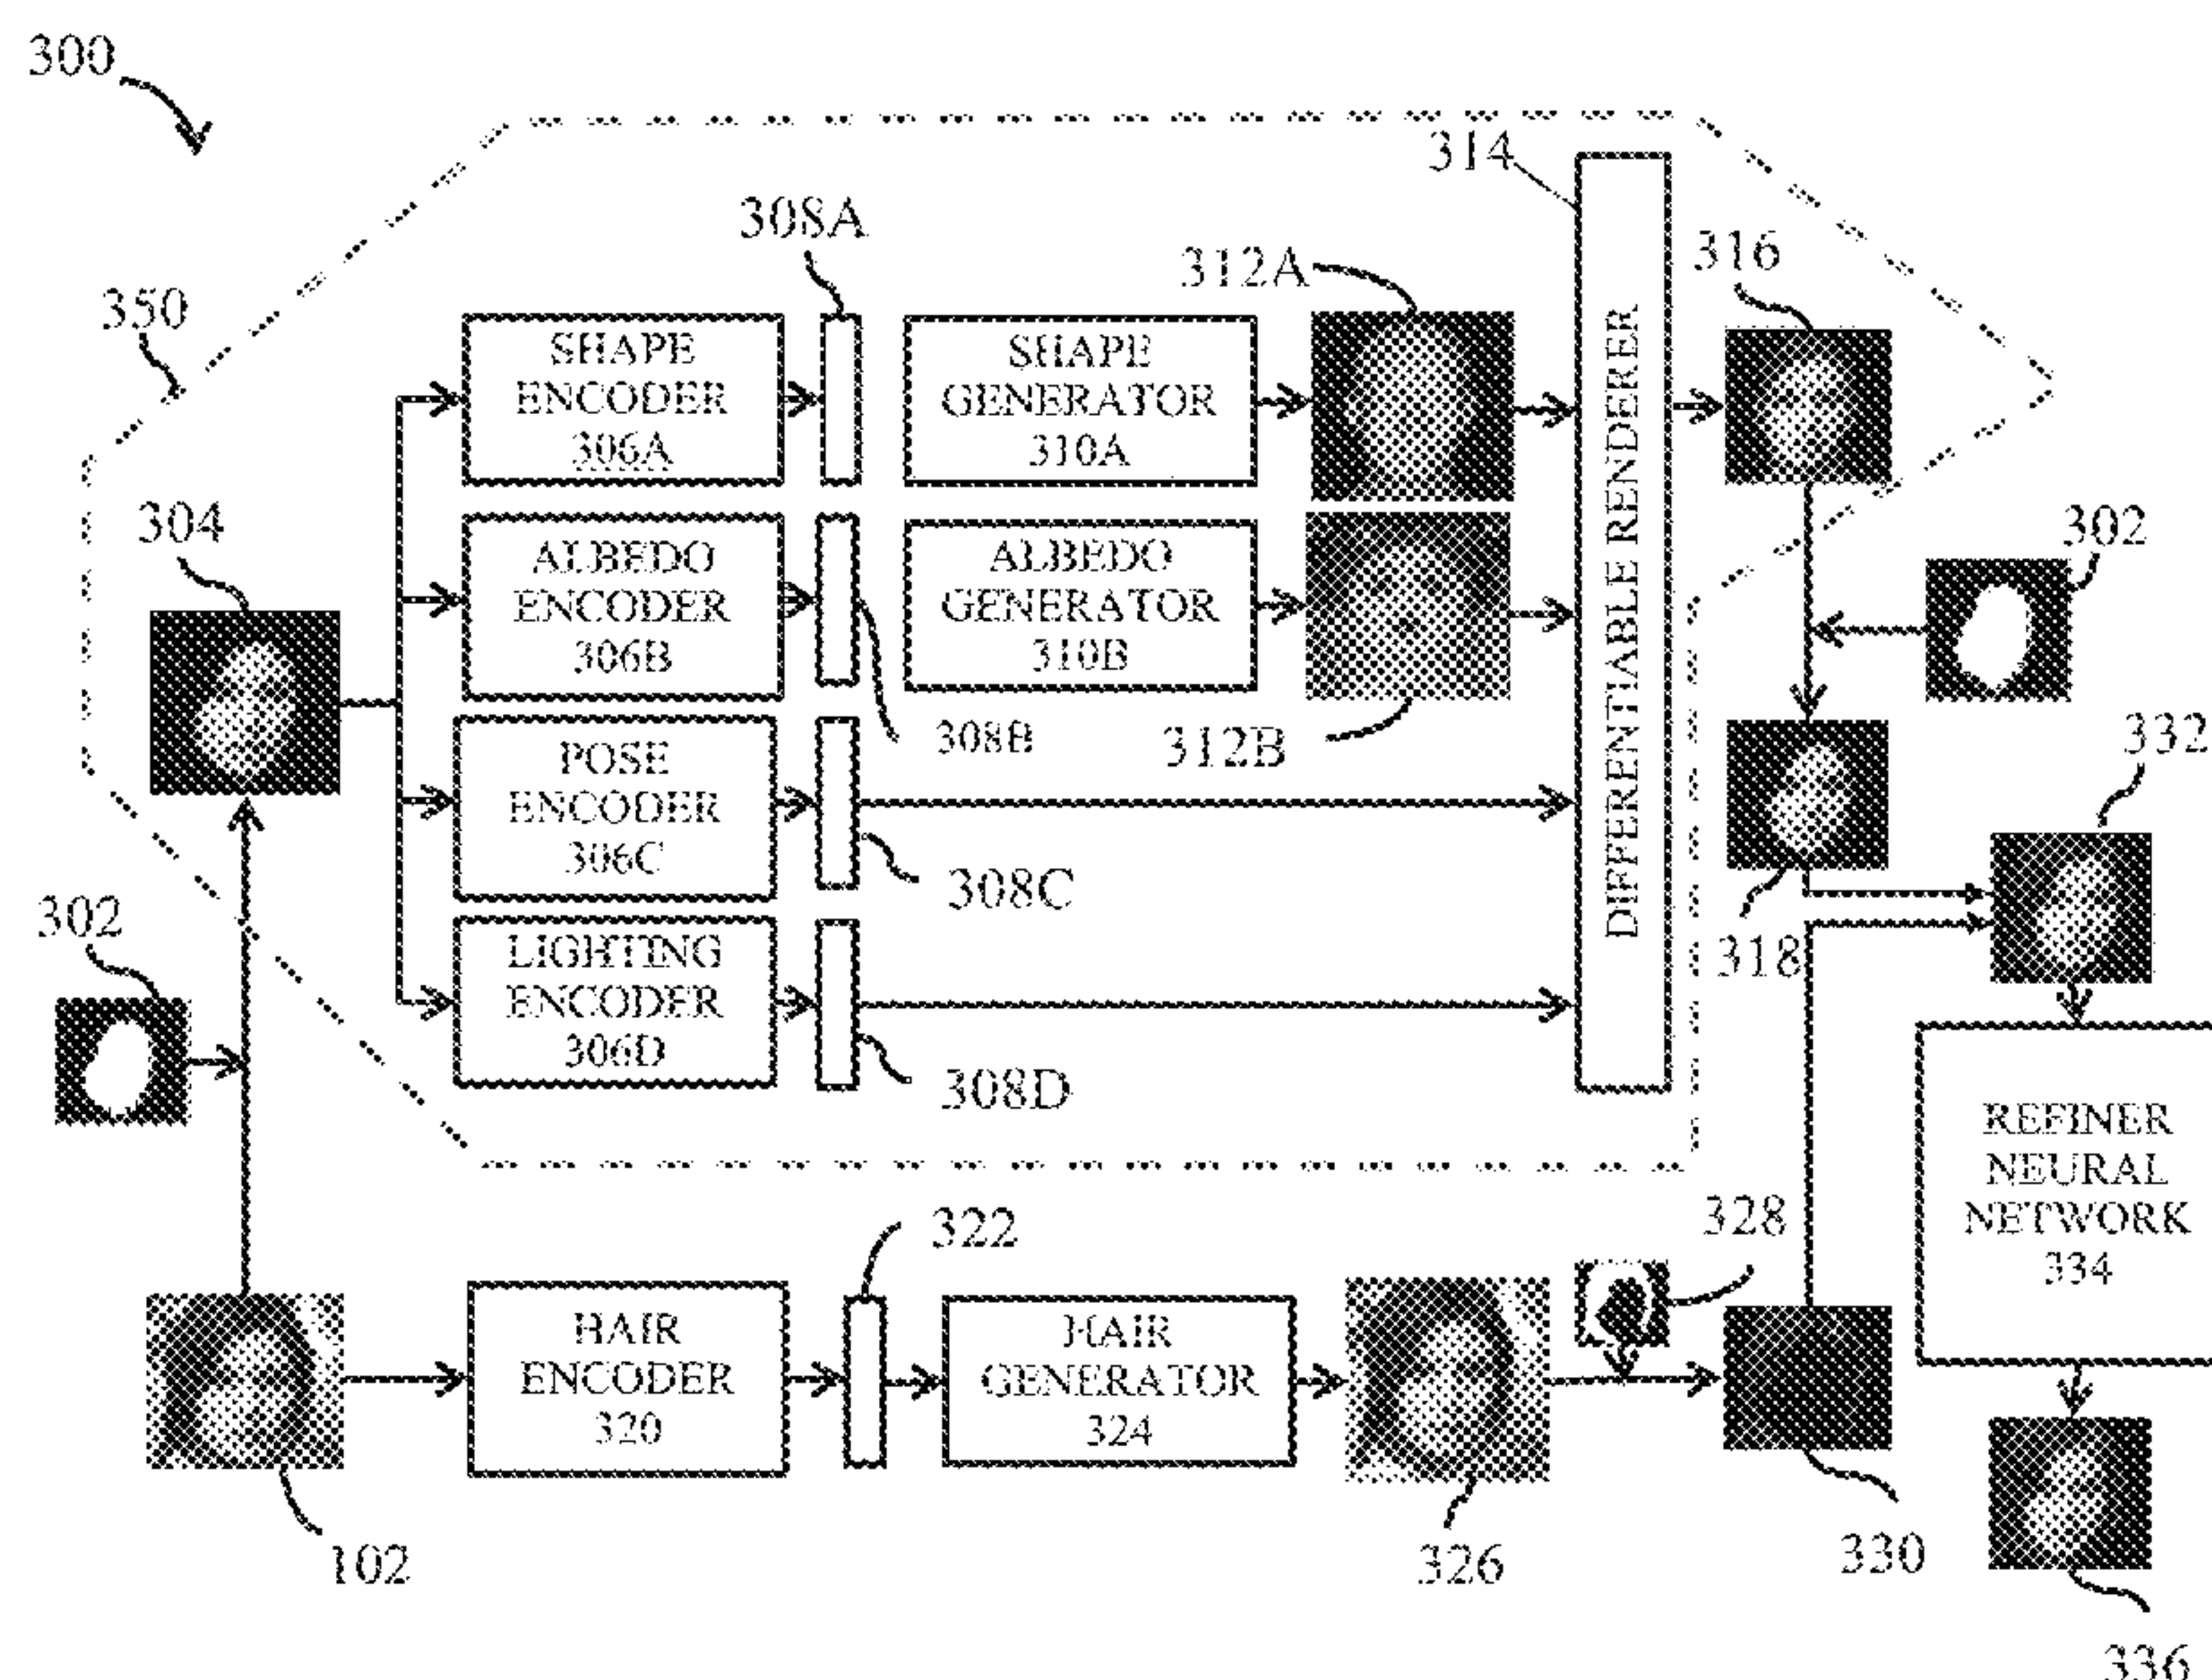 300
314
308A
316
312A
350
SHAPE
ENCODER
306A
SHAPE
GENERATOR
310A
DIFFERENTIABLE RENDERER
304
302
ALBEDO
ENCODER
306B
ALBEDO
GENERATOR
310B
308B
312B
332
POSE
ENCODER
306C
308C
302
318
LIGHTING
ENCODER
306D
308D
REFINER
NEURAL
NETWORK
334
322
328
HAIR
ENCODER
320
HAIR
GENERATOR
324
102
326
330
336